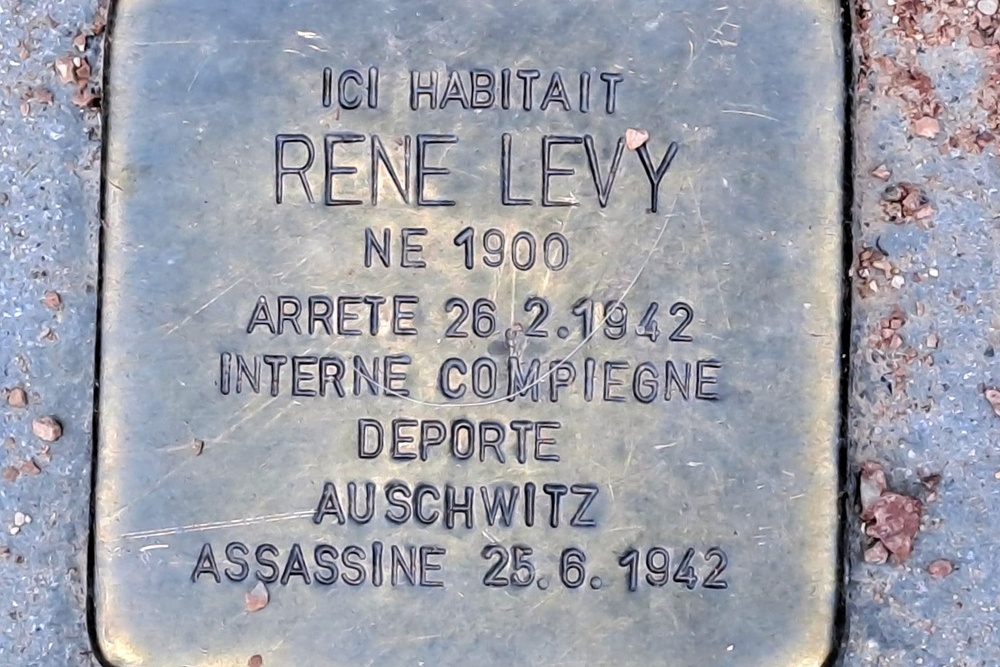 ICI HABITAIT
RENE LEVY
NE 1900
ARRETE 26.2.1942
INTERNE COMPIEGNE
DEPORTE
AUSCHWITZ
ASSASSINE 25.6.1942